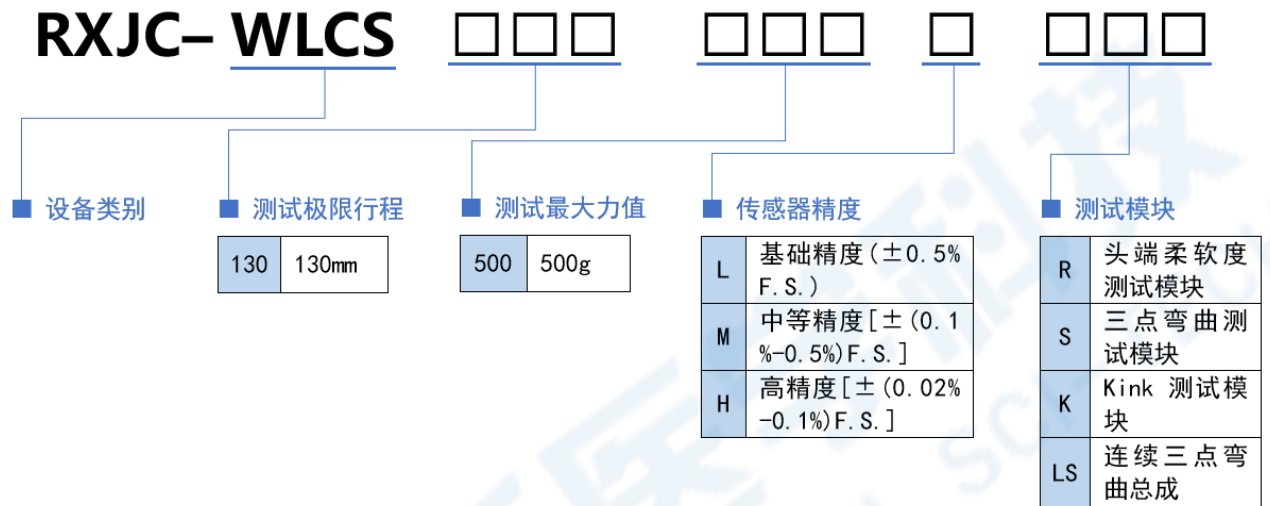 RXJC- WLCS □□□ □□□ □ □□□
■ 设备类别
■ 测试极限行程
130 130mm
■ 测试最大力值
500 500g
■ 传感器精度
L 基础精度(±0.5%
F.S.)
M 中等精度[±(0.1
%-0.5%)F.S.]
H 高精度[±(0.02%
-0.1%)F.S.]
■ 测试模块
R 头端柔软度
测试模块
S 三点弯曲测
试模块
K Kink 测试模
块
LS 连续三点弯
曲总成